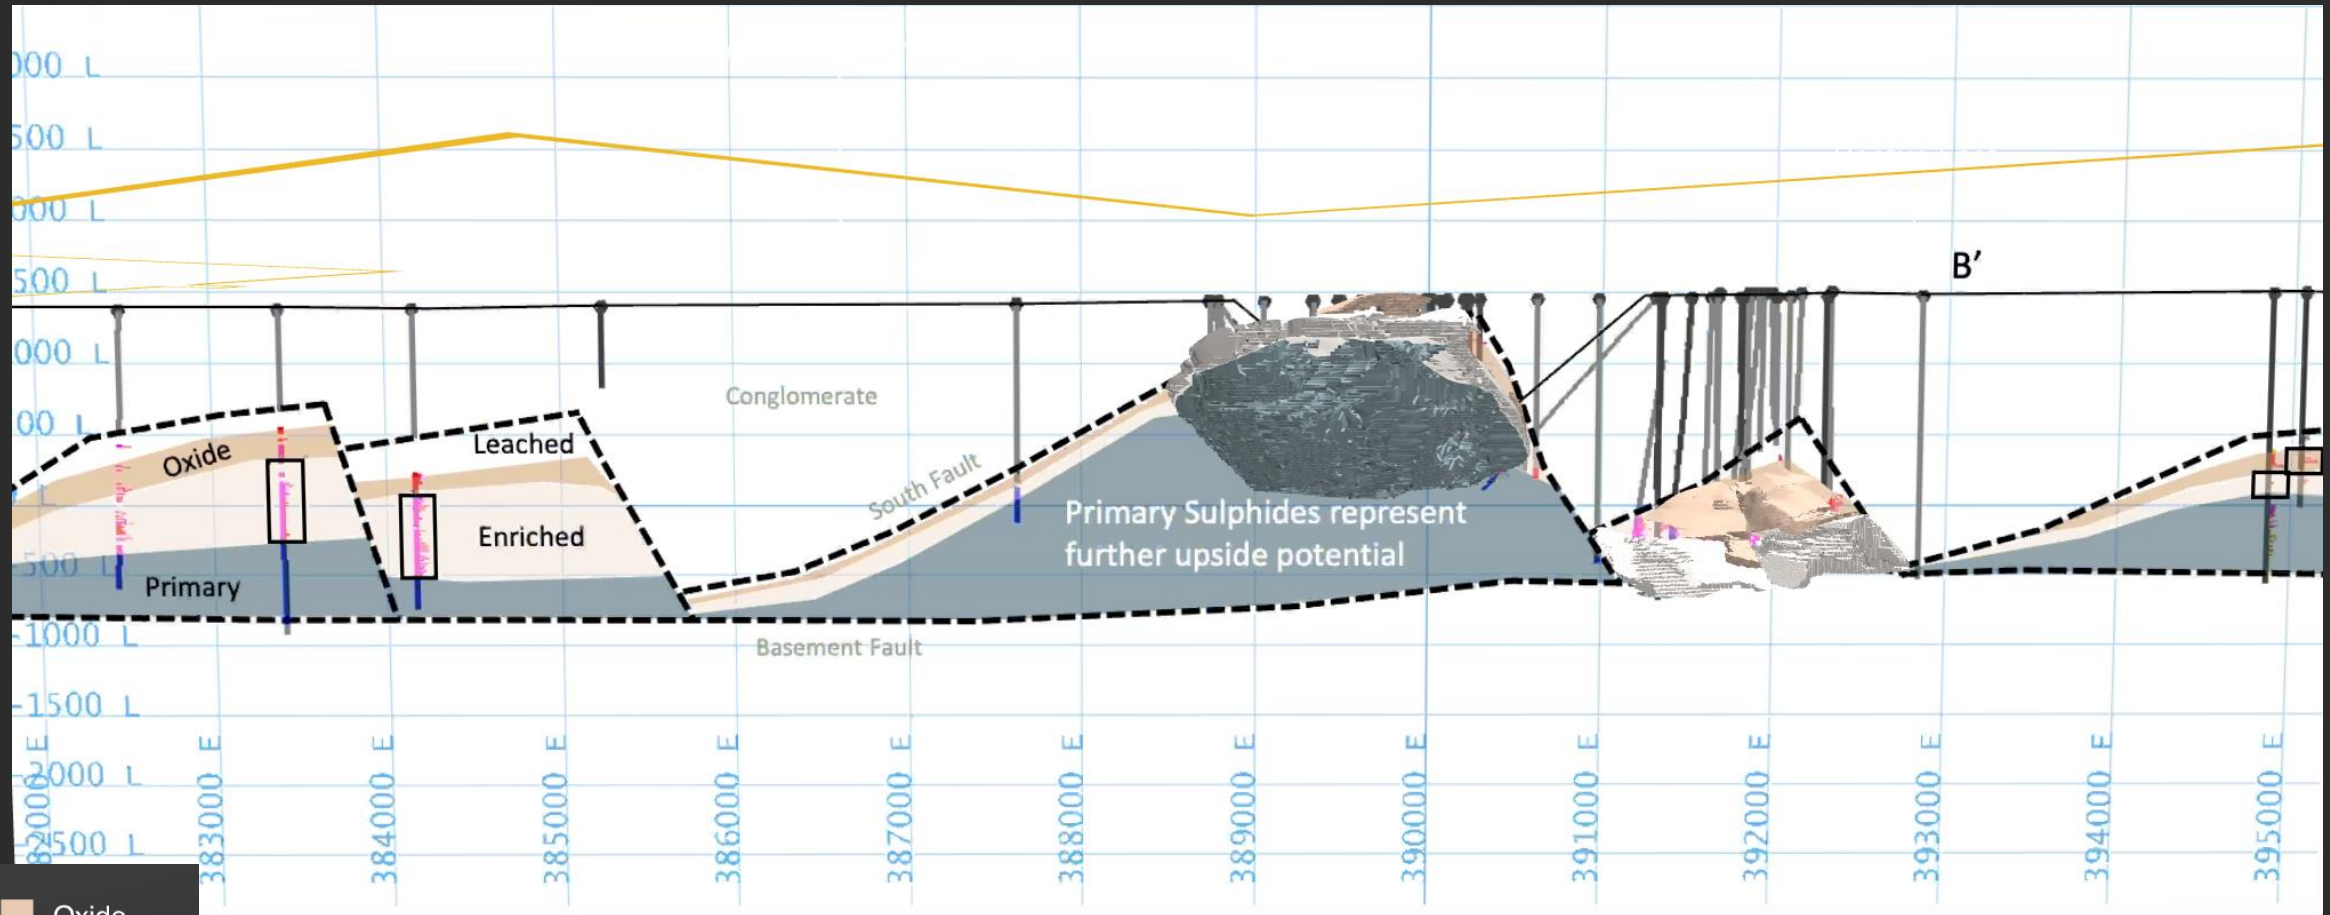 000 L
500 L
000 L
500 L
B’
000 L
Conglomerate
00 L
Leached
Oxide
South Fault
L
Primary Sulphides represent
Enriched
further upside potential
500 L
Primary
-1000 L
Basement Fault
-1500 L
-2000 L
-2500 L
82000 E
383000 E
384000 E
385000 E
386000 E
387000 E
388000 E
389000 E
390000 E
391000 E
392000 E
393000 E
394000 E
395000 E
Oxide